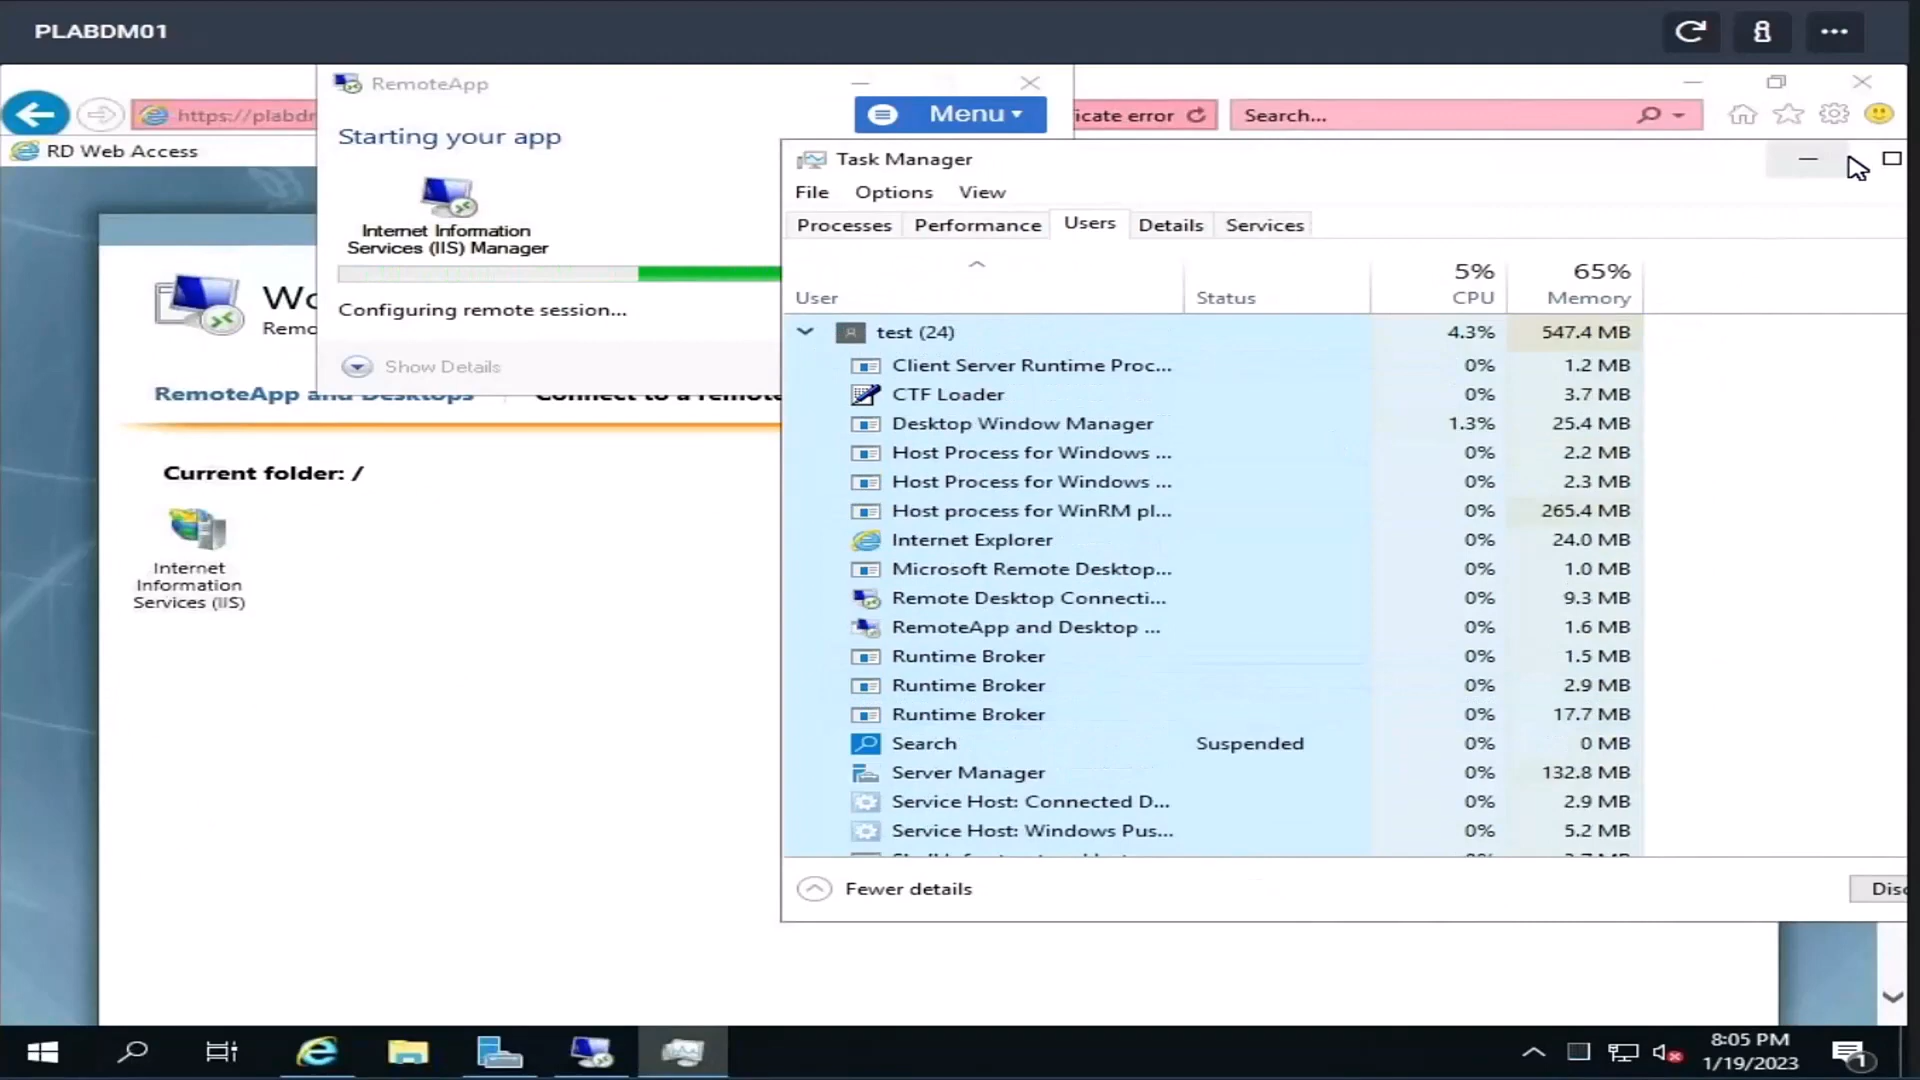 PLABDM01
RemoteApp
Menu
https://plabdr
icate error
Search...
RD Web Access
Starting your app
Internet Information
Services (IIS) Manager
Configuring remote session...
Show Details
Wo
Remo
RemoteApp and Desktops
Connect to a remote
Current folder: /
Internet
Information
Services (IIS)
Task Manager
File Options View
Processes Performance Users Details Services
5% 65%
User Status CPU Memory
test (24) 4.3% 547.4 MB
Client Server Runtime Proc... 0% 1.2 MB
CTF Loader 0% 3.7 MB
Desktop Window Manager 1.3% 25.4 MB
Host Process for Windows ... 0% 2.2 MB
Host Process for Windows ... 0% 2.3 MB
Host process for WinRM pl... 0% 265.4 MB
Internet Explorer 0% 24.0 MB
Microsoft Remote Desktop... 0% 1.0 MB
Remote Desktop Connecti... 0% 9.3 MB
RemoteApp and Desktop ... 0% 1.6 MB
Runtime Broker 0% 1.5 MB
Runtime Broker 0% 2.9 MB
Runtime Broker 0% 17.7 MB
Search Suspended 0% 0 MB
Server Manager 0% 132.8 MB
Service Host: Connected D... 0% 2.9 MB
Service Host: Windows Pus... 0% 5.2 MB
Fewer details
Disc
8:05 PM
1/19/2023
1